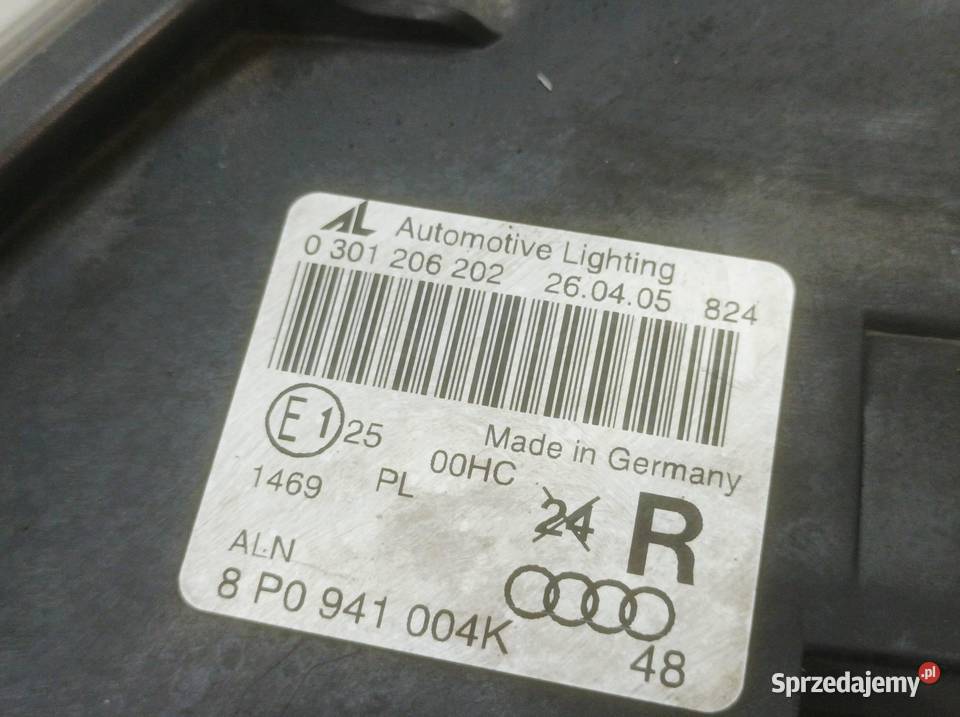 AL Automotive Lighting
0 301 206 202 26.04.05 824
E1 25
Made in Germany
1469 PL 00HC
24 R
ALN
8 P0 941 004K
48
Sprzedajemy.pl